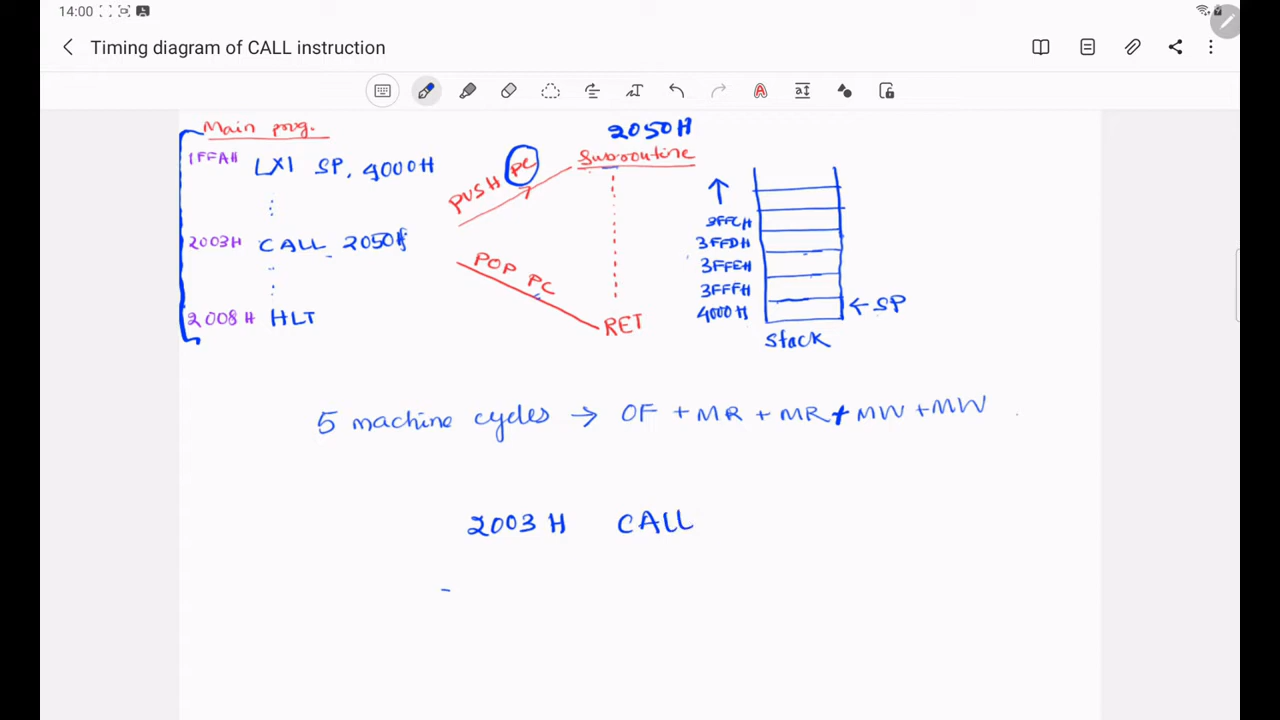 14:00
Timing diagram of CALL instruction
Main prog.
1FFAH LXI SP, 4000H
2003H CALL 2050H
2008H HLT
PUSH PC
POP PC
2050H
Subroutine
RET
3FFCH
3FFDH
3FFEH
3FFFH
4000H ← SP
Stack
5 machine cycles → OF + MR + MR + MW + MW
2003H CALL